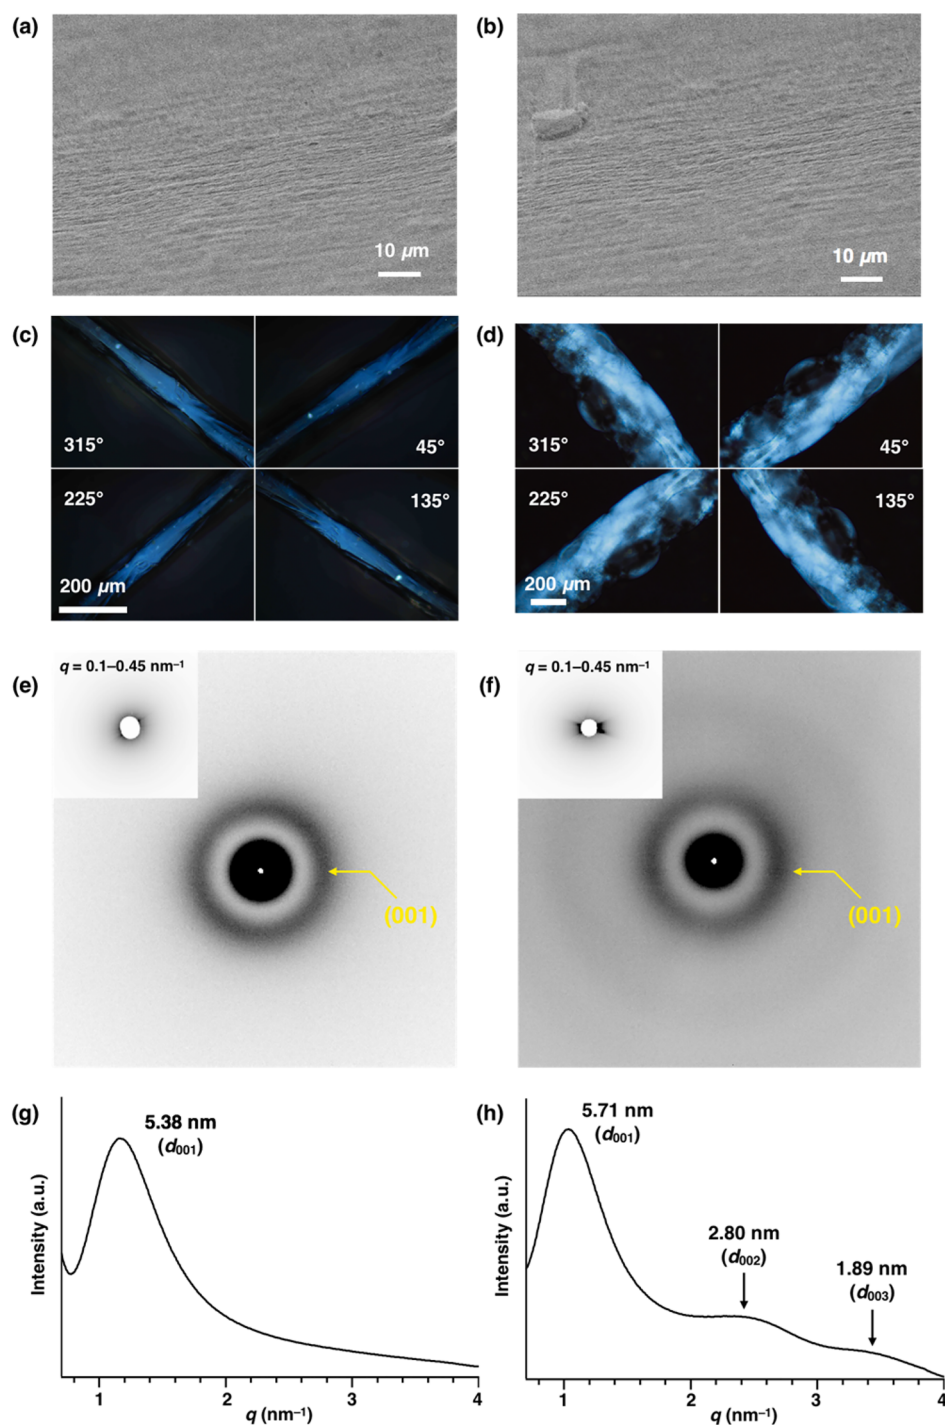 (a)
10 µm
(b)
10 µm
(c)
315°
45°
225°
135°
200 µm
(d)
315°
45°
225°
135°
200 µm
(e)
q = 0.1–0.45 nm⁻¹
(001)
(f)
q = 0.1–0.45 nm⁻¹
(001)
(g)
5.38 nm
(d₀₀₁)
Intensity (a.u.)
1 2 3 4
q (nm⁻¹)
(h)
5.71 nm
(d₀₀₁)
2.80 nm
(d₀₀₂)
1.89 nm
(d₀₀₃)
Intensity (a.u.)
1 2 3 4
q (nm⁻¹)